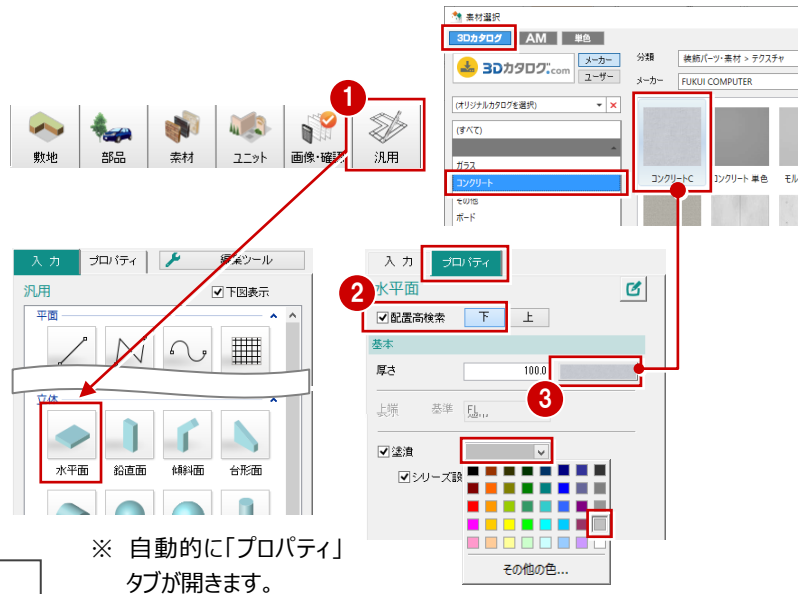 素材選択
3Dカタログ AM 単色
3Dカタログ.com メーカー
ユーザー
分類 装飾パーツ・素材 > テクスチャ
メーカー FUKUI COMPUTER
(オリジナルカタログを選択)
(すべて)
ガラス
コンクリート
その他
ボード
コンクリートC コンクリート 単色
1
敷地 部品 素材 ユニット 画像・確認 汎用
入力 プロパティ 編集ツール
汎用 下図表示
平面
立体
水平面 鉛直面 傾斜面 台形面
※ 自動的に「プロパティ」
タブが開きます。
入力 プロパティ
2
水平面
配置高検索 下 上
基本
厚さ 100.0
3
上端 基準
塗潰
シリーズ設
その他の色...